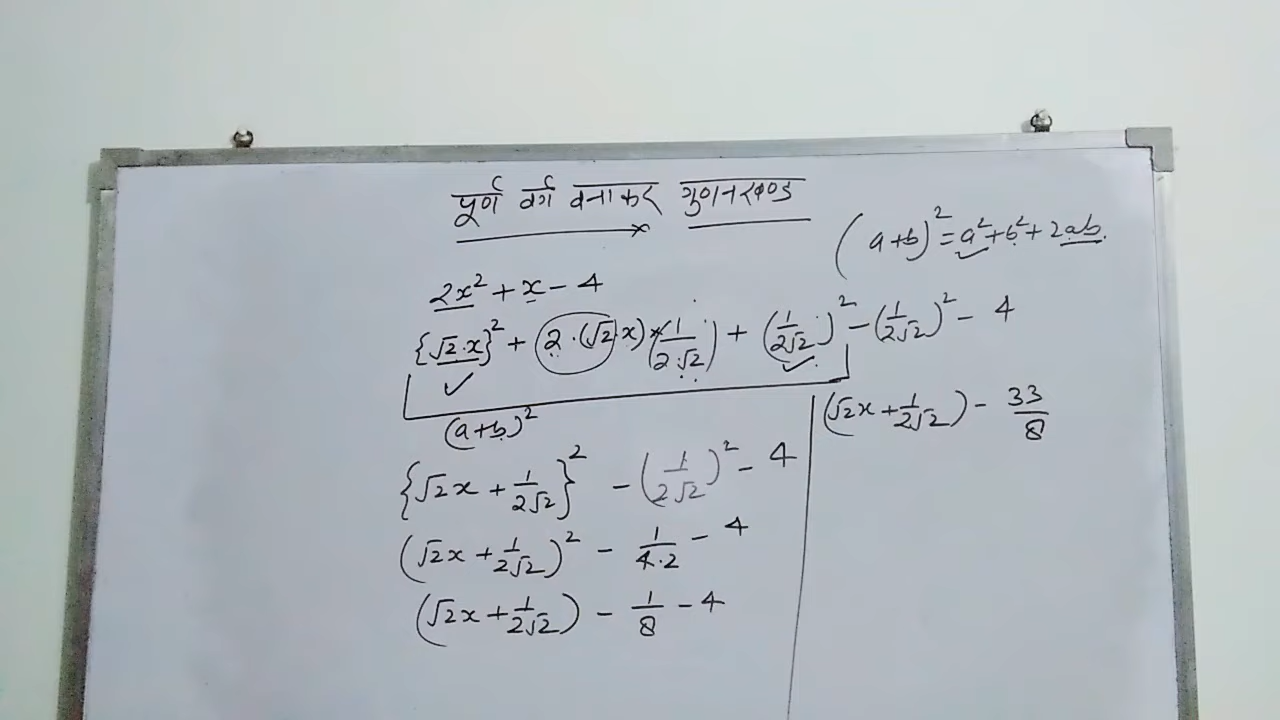 पूर्ण वर्ग बनाकर गुणनखण्ड
(a+b)² = a²+b²+2ab.
2x² + x - 4
{√2·x}² + 2·(√2·x)×(1/2·√2) + (1/2√2)² - (1/2√2)² - 4
(a+b)²
{√2x + 1/2√2}² - (1/2√2)² - 4
(√2x + 1/2√2)² - 1/4·2 - 4
(√2x + 1/2√2) - 1/8 - 4
(√2x + 1/2√2) - 33/8